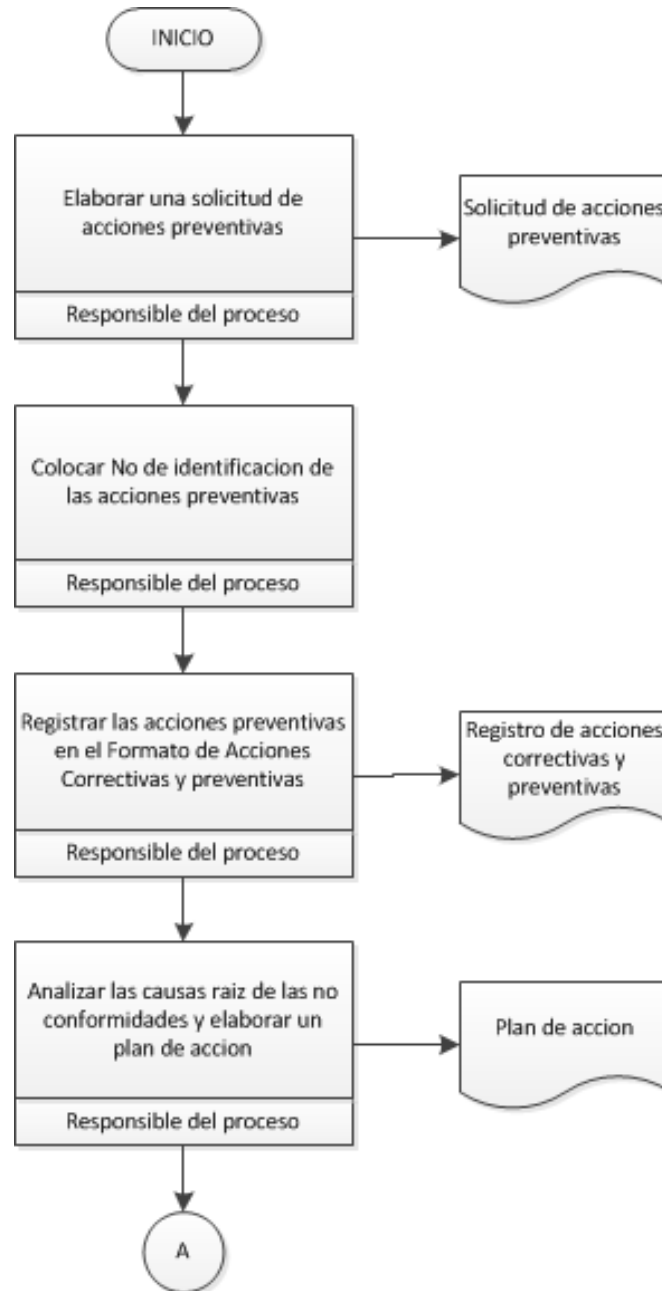 INICIO
Elaborar una solicitud de
acciones preventivas
Responsible del proceso
Solicitud de acciones
preventivas
Colocar No de identificacion de
las acciones preventivas
Responsible del proceso
Registrar las acciones preventivas
en el Formato de Acciones
Correctivas y preventivas
Responsible del proceso
Registro de acciones
correctivas y
preventivas
Analizar las causas raiz de las no
conformidades y elaborar un
plan de accion
Responsible del proceso
Plan de accion
A